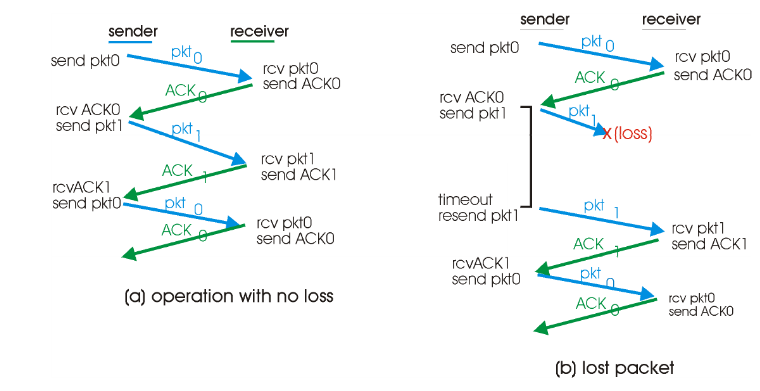 sender receiver
send pkt0
pkt0
rcv pkt0
send ACK0
ACK0
rcv ACK0
send pkt1
pkt1
rcv pkt1
send ACK1
ACK1
rcvACK1
send pkt0
pkt0
rcv pkt0
send ACK0
ACK0
(a) operation with no loss
sender receiver
send pkt0
pkt0
rcv pkt0
send ACK0
ACK0
rcv ACK0
send pkt1
pkt1
X(loss)
timeout
resend pkt1
pkt1
rcv pkt1
send ACK1
ACK1
rcvACK1
send pkt0
pkt0
rcv pkt0
send ACK0
ACK0
(b) lost packet